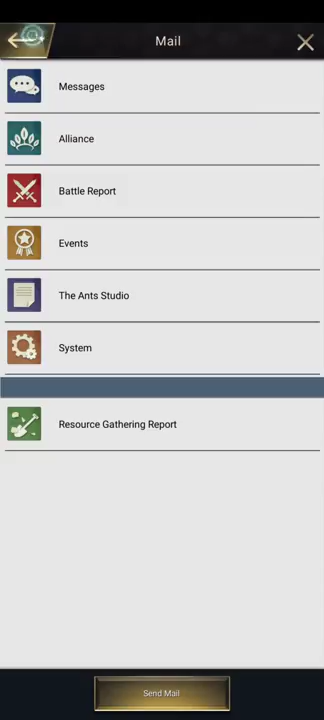 Mail
Messages
Alliance
Battle Report
Events
The Ants Studio
System
Resource Gathering Report
Send Mail